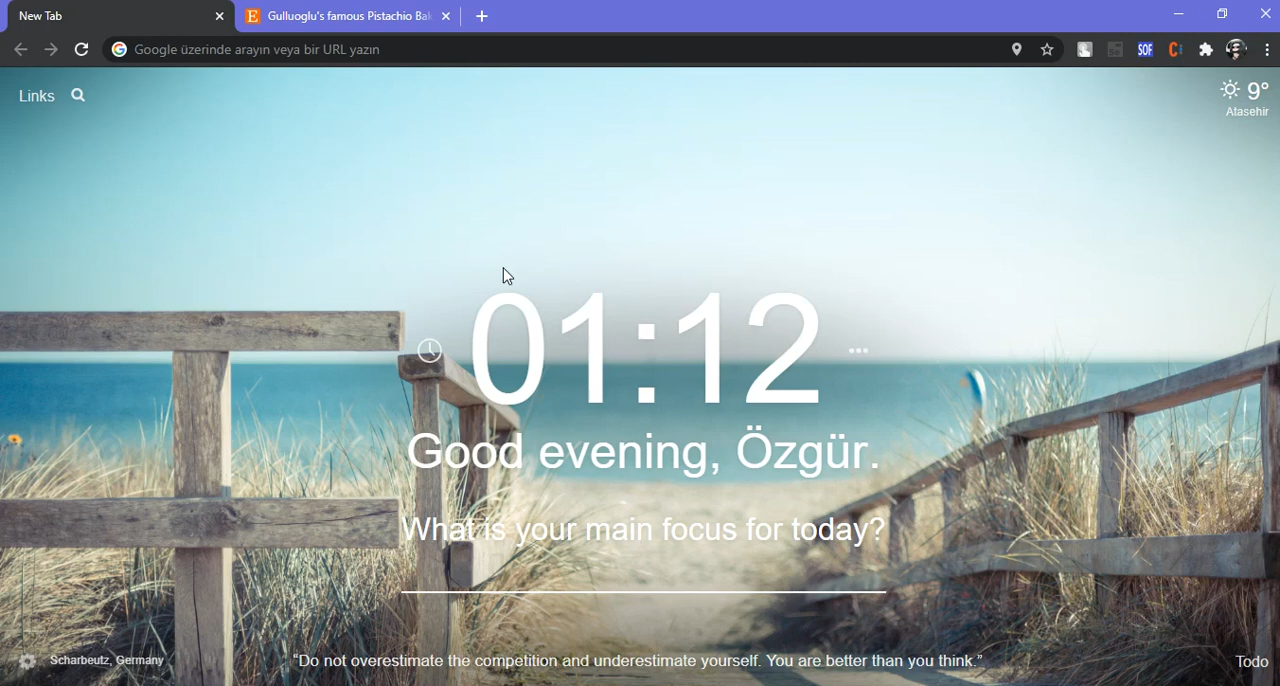 New Tab
Gulluoglu's famous Pistachio Bak
Google üzerinde arayın veya bir URL yazın
SOF
Links
9°
Atasehir
01:12
Good evening, Özgür.
What is your main focus for today?
Scharbeutz, Germany
“Do not overestimate the competition and underestimate yourself. You are better than you think.”
Todo